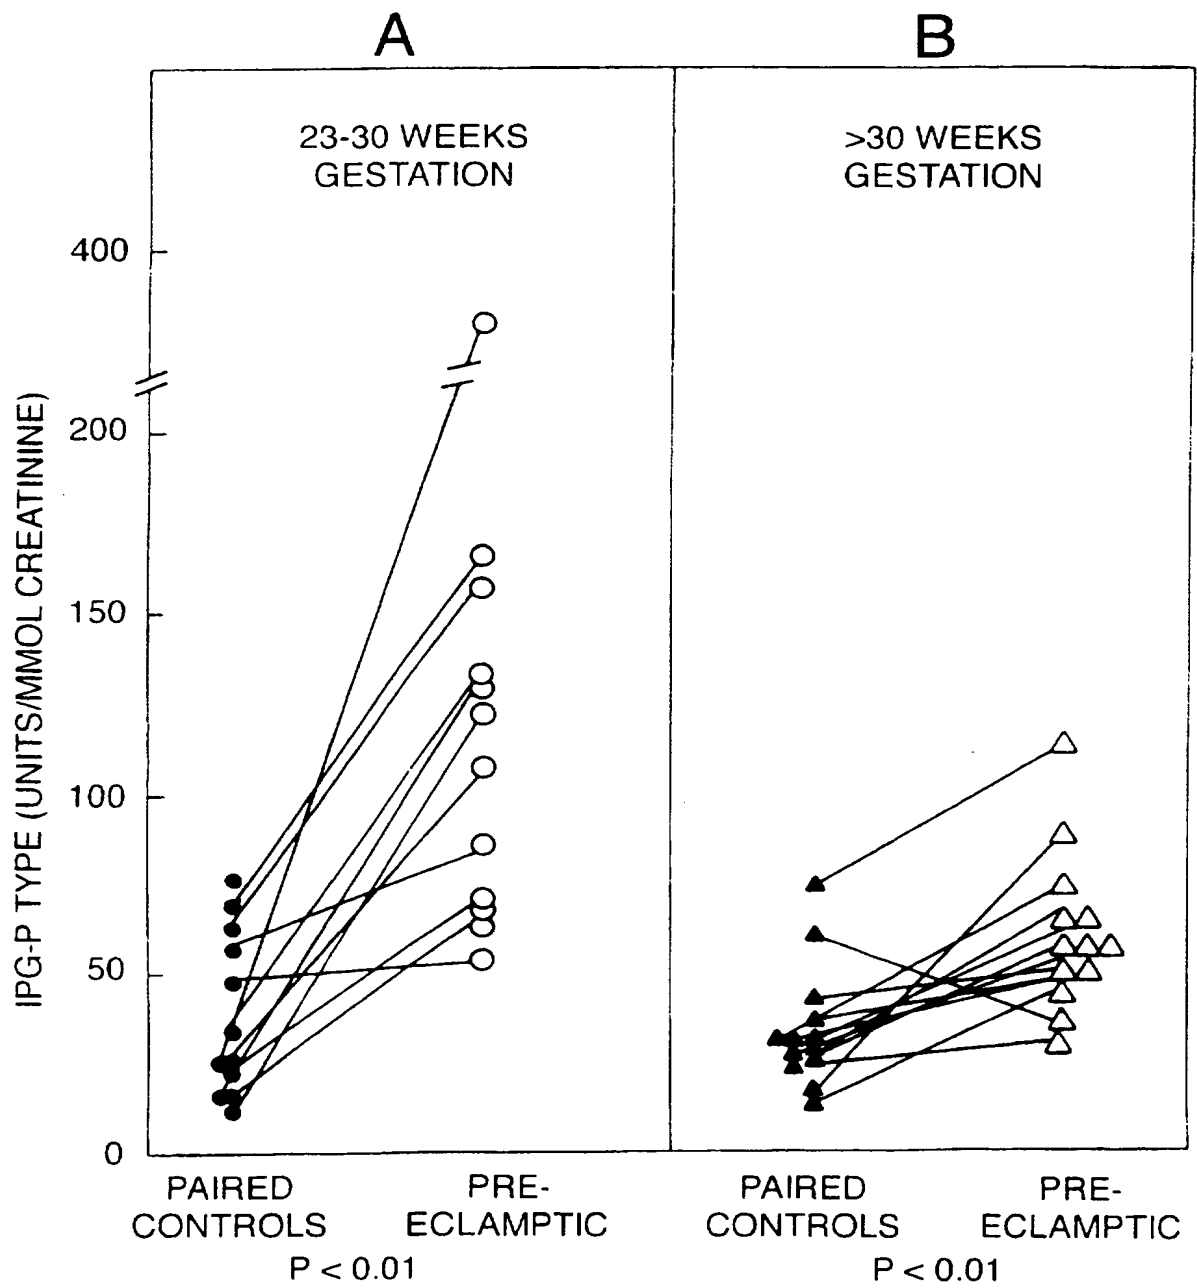 A
B
23-30 WEEKS
GESTATION
>30 WEEKS
GESTATION
400
200
150
100
50
0
IPG-P TYPE (UNITS/MMOL CREATININE)
PAIRED
CONTROLS
PRE-
ECLAMPTIC
P < 0.01
PAIRED
CONTROLS
PRE-
ECLAMPTIC
P < 0.01